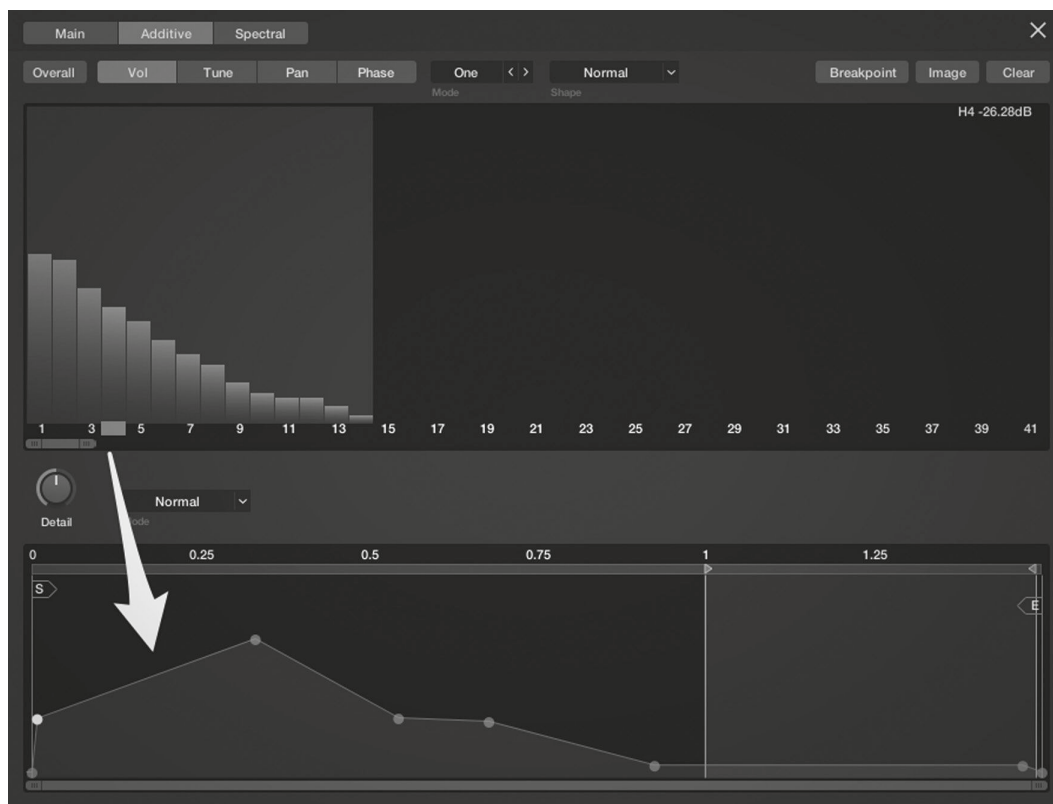 Main Additive Spectral
Overall Vol Tune Pan Phase One Normal Breakpoint Image Clear
Mode Shape
H4 -26.28dB
1 3 5 7 9 11 13 15 17 19 21 23 25 27 29 31 33 35 37 39 41
Normal
Detail
0 0.25 0.5 0.75 1 1.25
S
E